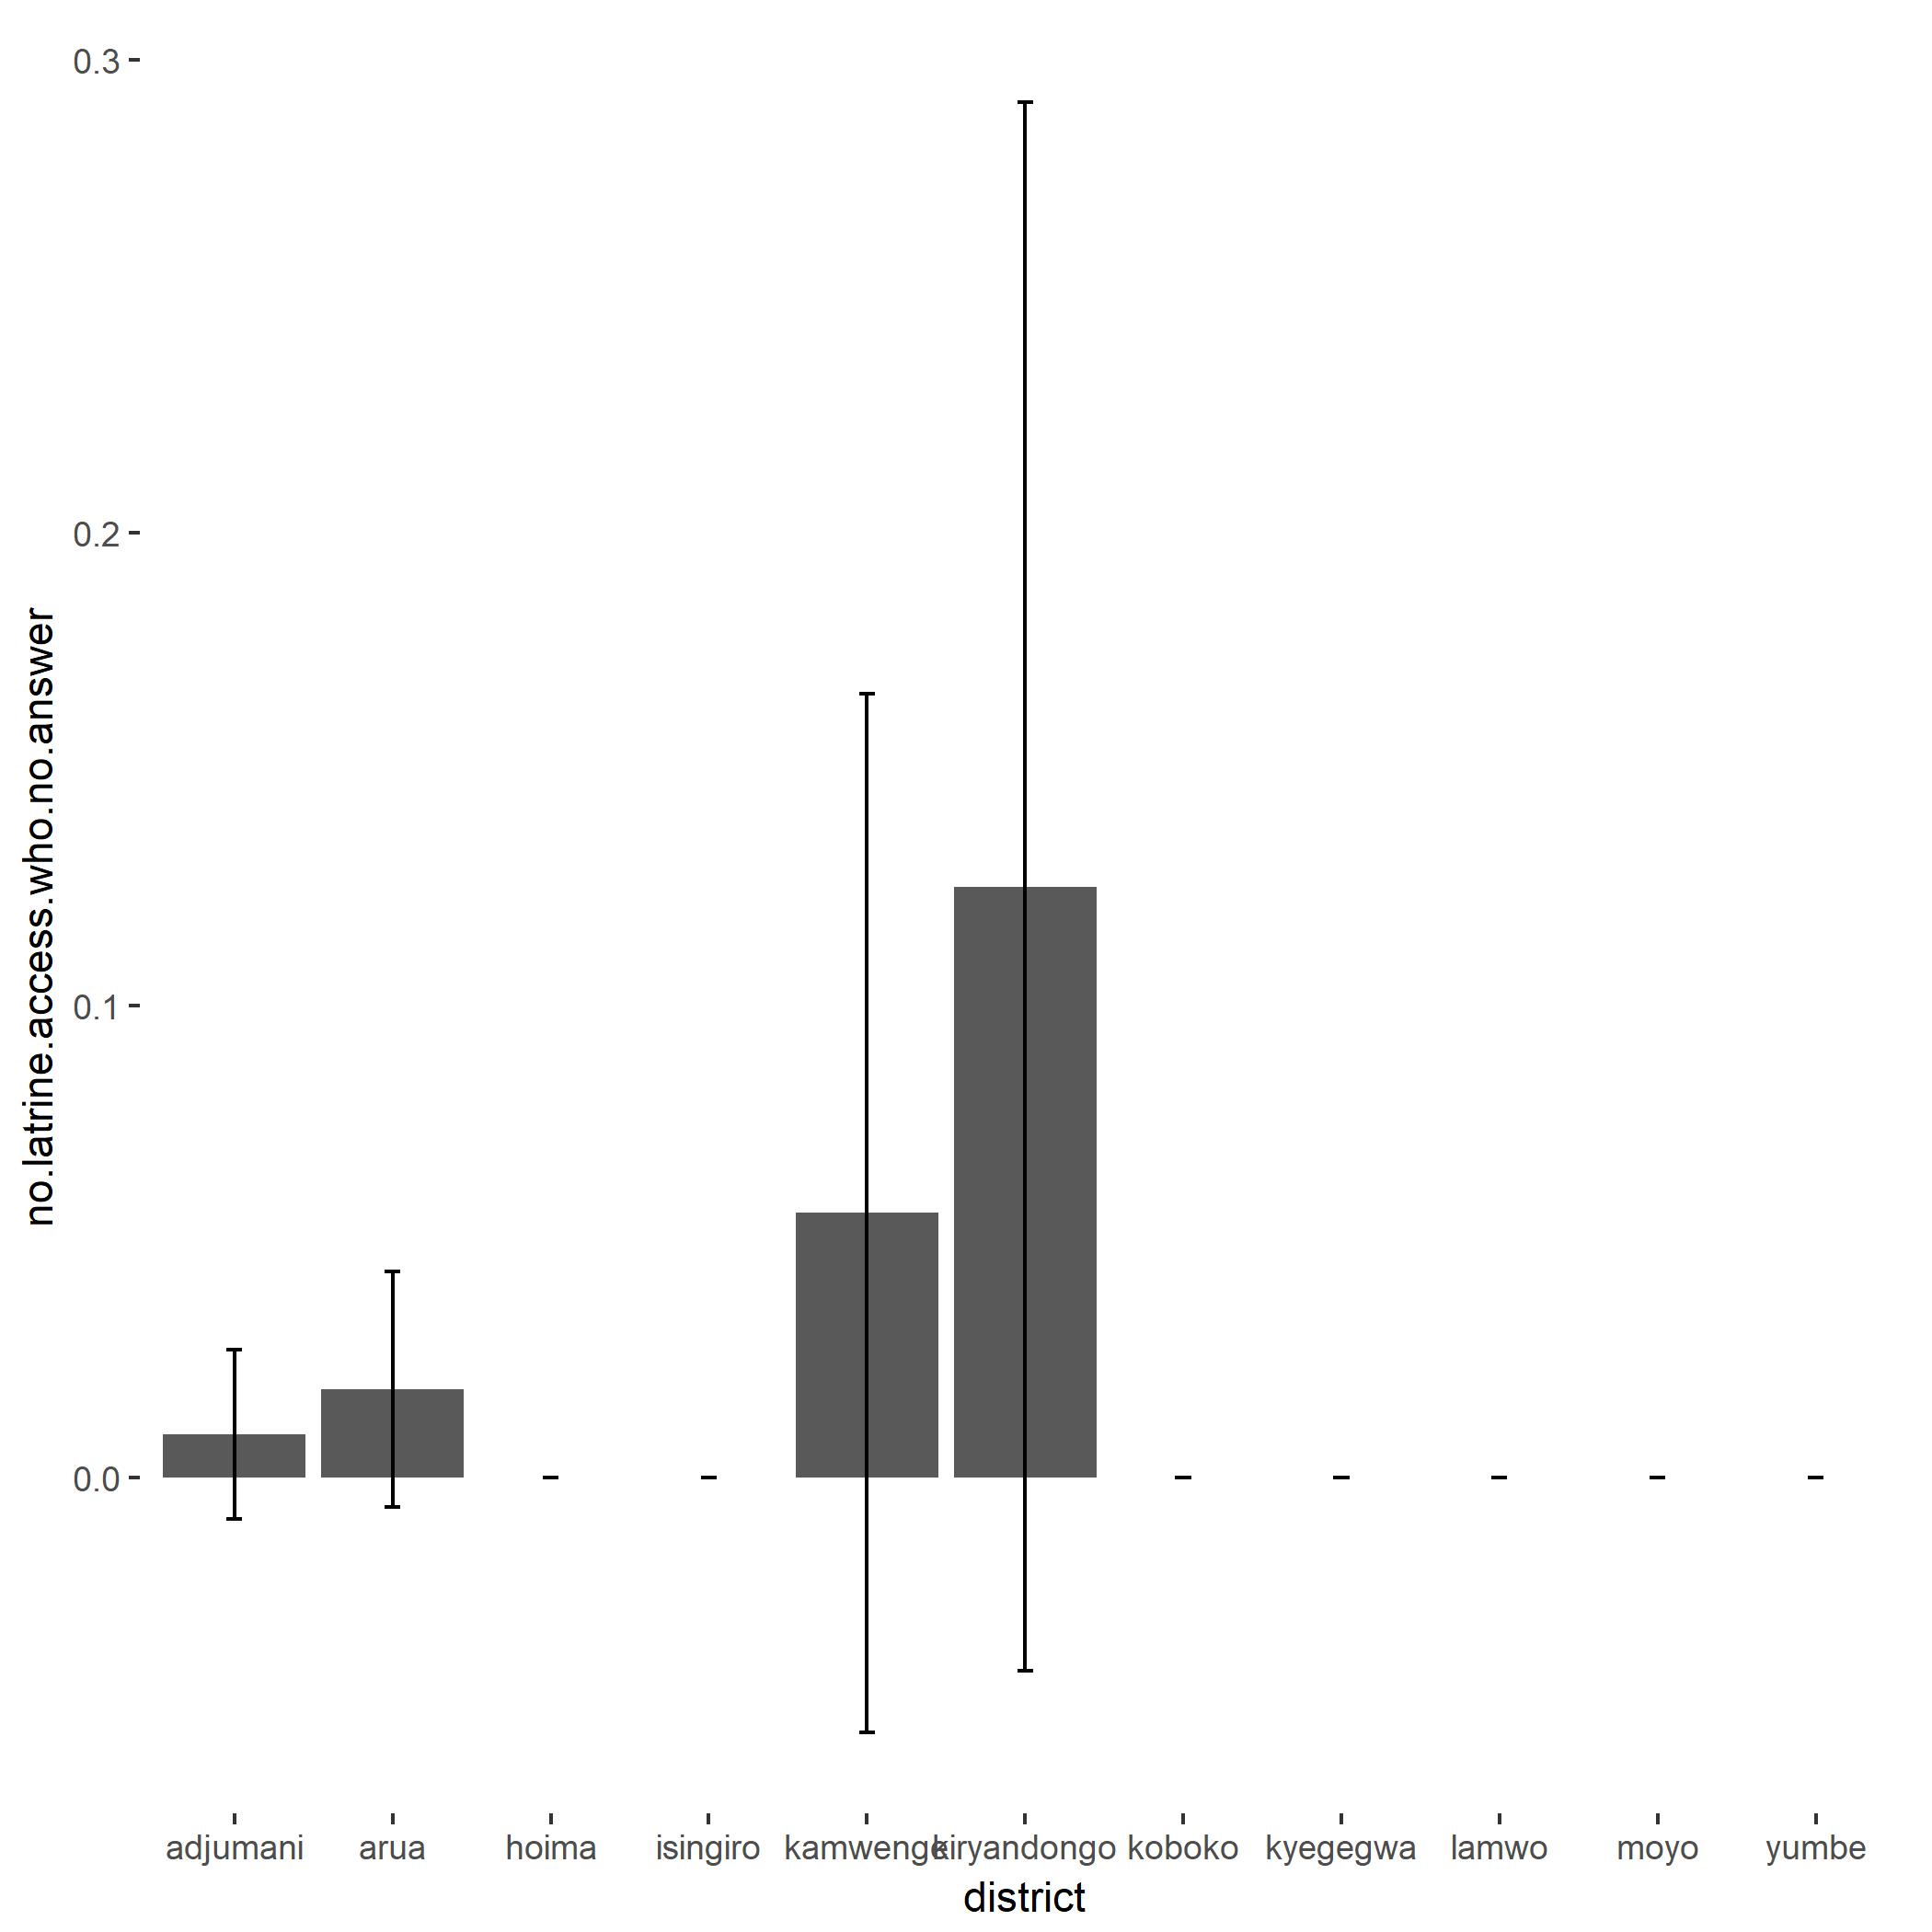 0.3
0.2
0.1
0.0
no.latrine.access.who.no.answer
adjumani arua hoima isingiro kamwenge kiryandongo koboko kyegegwa lamwo moyo yumbe
district